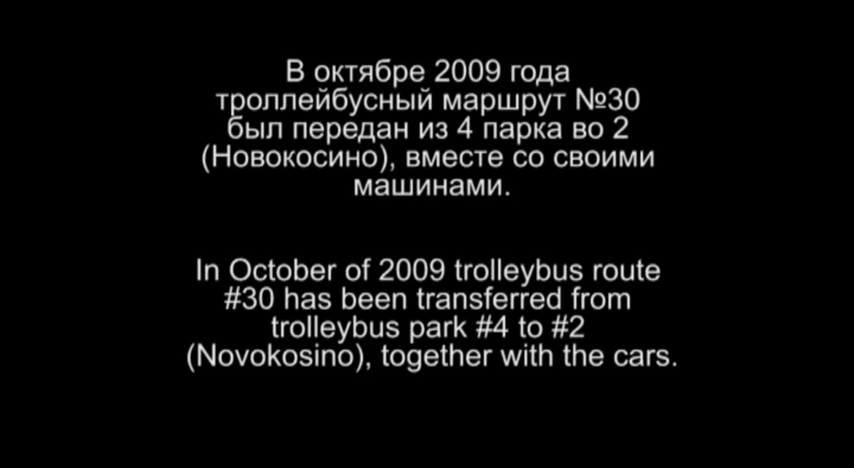 В октябре 2009 года
троллейбусный маршрут №30
был передан из 4 парка во 2
(Новокосино), вместе со своими
машинами.
In October of 2009 trolleybus route
#30 has been transferred from
trolleybus park #4 to #2
(Novokosino), together with the cars.